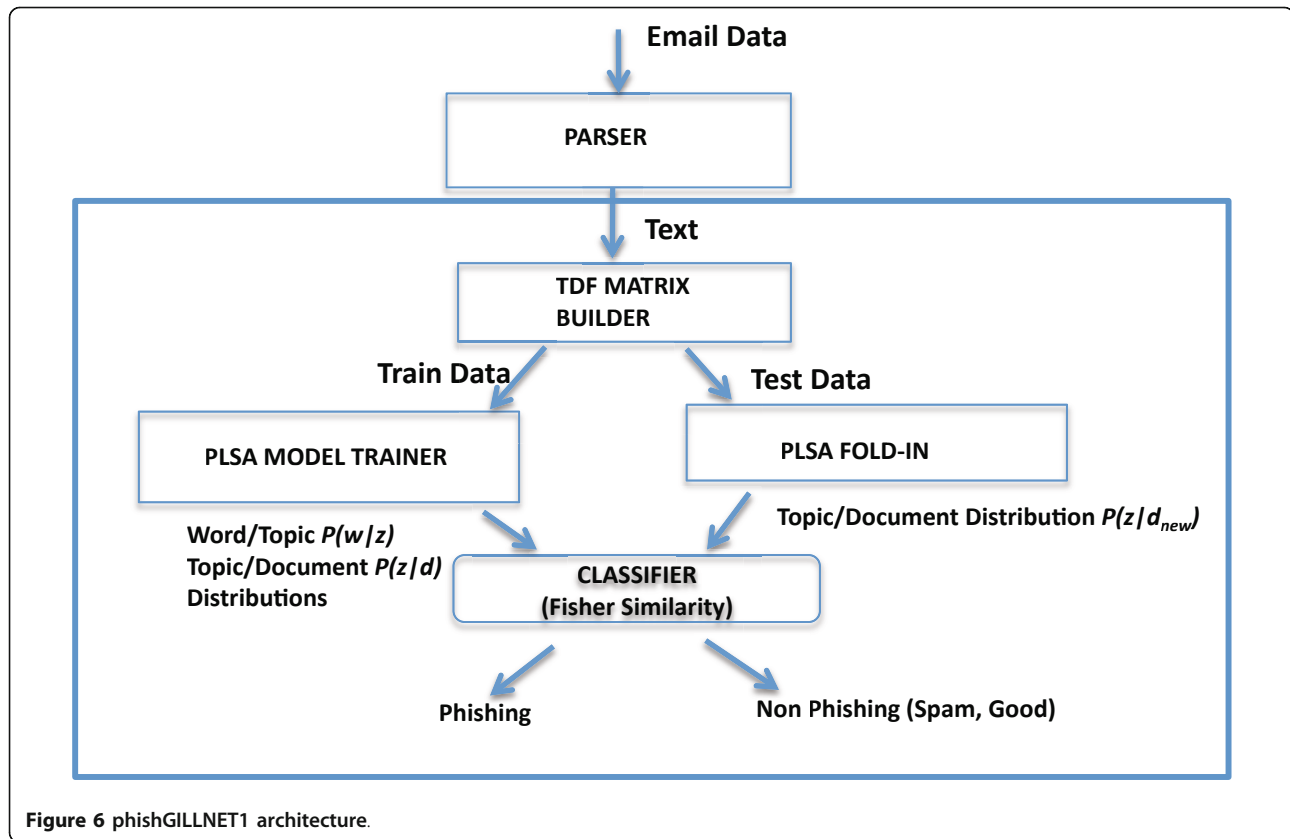 Email Data
PARSER
Text
TDF MATRIX
BUILDER
Train Data
Test Data
PLSA MODEL TRAINER
PLSA FOLD-IN
Word/Topic P(w|z)
Topic/Document P(z|d)
Distributions
Topic/Document Distribution P(z|d_new)
CLASSIFIER
(Fisher Similarity)
Phishing
Non Phishing (Spam, Good)
Figure 6 phishGILLNET1 architecture.